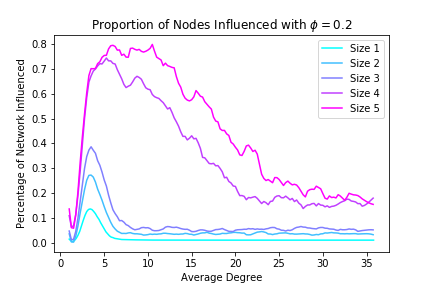 Proportion of Nodes Influenced with ϕ = 0.2
Percentage of Network Influenced
0.8
0.7
0.6
0.5
0.4
0.3
0.2
0.1
0.0
Size 1
Size 2
Size 3
Size 4
Size 5
0 5 10 15 20 25 30 35
Average Degree